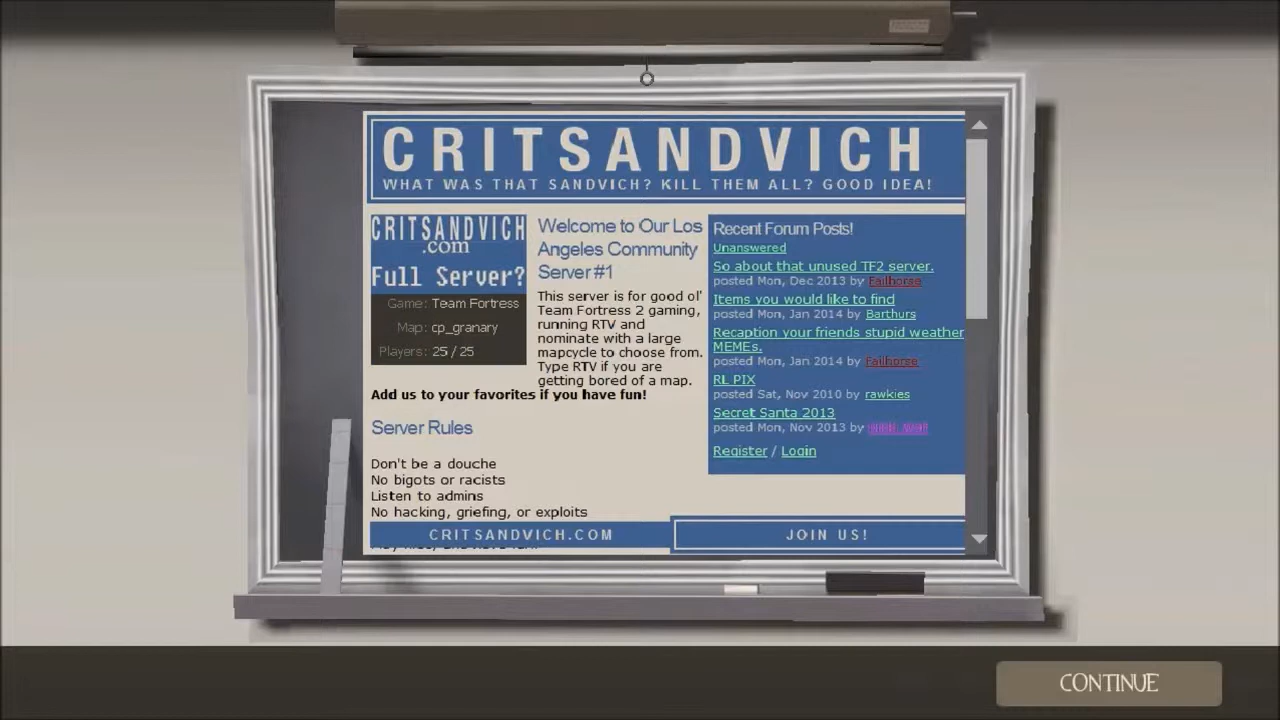 CRITSANDVICH
WHAT WAS THAT SANDVICH? KILL THEM ALL? GOOD IDEA!
CRITSANDVICH
.com
Full Server?
Game: Team Fortress
Map: cp_granary
Players: 25 / 25
Welcome to Our Los
Angeles Community
Server #1
This server is for good ol'
Team Fortress 2 gaming,
running RTV and
nominate with a large
mapcycle to choose from.
Type RTV if you are
getting bored of a map.
Add us to your favorites if you have fun!
Server Rules
Don't be a douche
No bigots or racists
Listen to admins
No hacking, griefing, or exploits
Recent Forum Posts!
Unanswered
So about that unused TF2 server.
posted Mon, Dec 2013 by Failhorse
Items you would like to find
posted Mon, Jan 2014 by Barthurs
Recaption your friends stupid weather
MEMEs.
posted Mon, Jan 2014 by Failhorse
RL PIX
posted Sat, Nov 2010 by rawkies
Secret Santa 2013
posted Mon, Nov 2013 by
Register / Login
CRITSANDVICH.COM
JOIN US!
CONTINUE